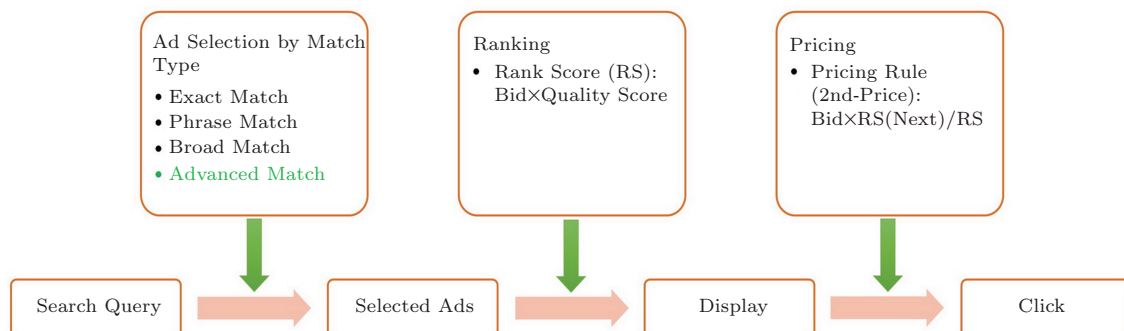 Ad Selection by Match
Type
• Exact Match
• Phrase Match
• Broad Match
• Advanced Match
Ranking
• Rank Score (RS):
Bid×Quality Score
Pricing
• Pricing Rule
(2nd-Price):
Bid×RS(Next)/RS
Search Query
Selected Ads
Display
Click